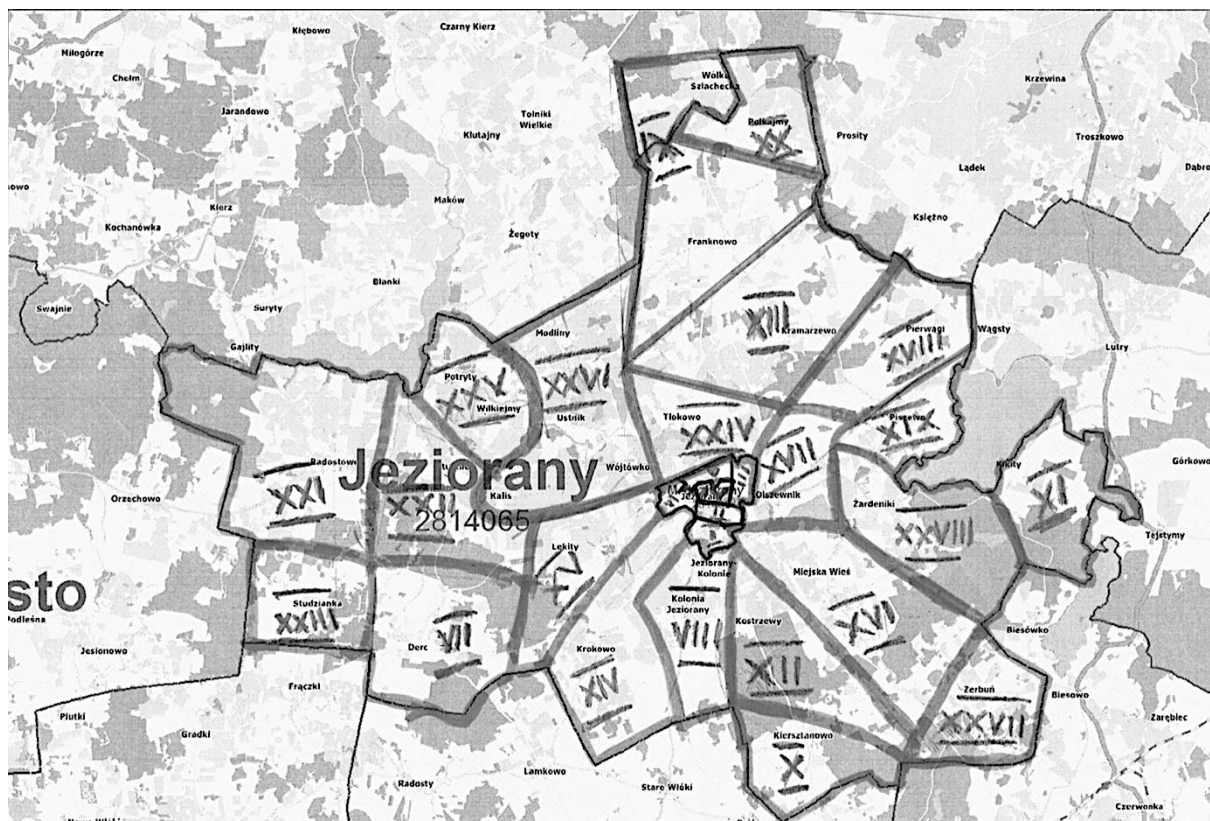 Kłębowo
Czarny Kierz
Miłogórze
Chełm
Wólka
Szlachecka
Krzewina
Jarandowo
Tolniki
Wielkie
Klutajny
Polkajmy
XX
Prosity
Troszkowo
Lądek
Kierz
Maków
Kochanówka
Żegoty
Księżno
Franknowo
Blanki
Swajnie
Suryty
Modliny
XIII
Kramarzewo
Pierwągi
XVIII
Wągsty
Lutry
Gajlity
Potryty
XXV
Wilkiejmy
XXVI
Ustnik
Tłokowo
XXIV
Piszewo
XIX
Radostowo
XXI
Jeziorany
XXII
Kalis
2814065
Wójtówko
XVII
Olszewnik
Kikity
XI
Górkowo
Orzechowo
Żardeniki
XXVIII
Tejstymy
Lekity
XV
Jeziorany-
Kolonie
Miejska Wieś
XVI
sto
Podleśna
Studzianka
XXIII
Kolonia
Jeziorany
VIII
Kostrzewy
XII
Derc
VII
Krokowo
XIV
Biesówko
Jesionowo
Frączki
Zerbuń
XXVII
Biesowo
Plutki
Gradki
Kiersztanowo
X
Zarębiec
Radosty
Lamkowo
Stare Włóki
Czerwonka